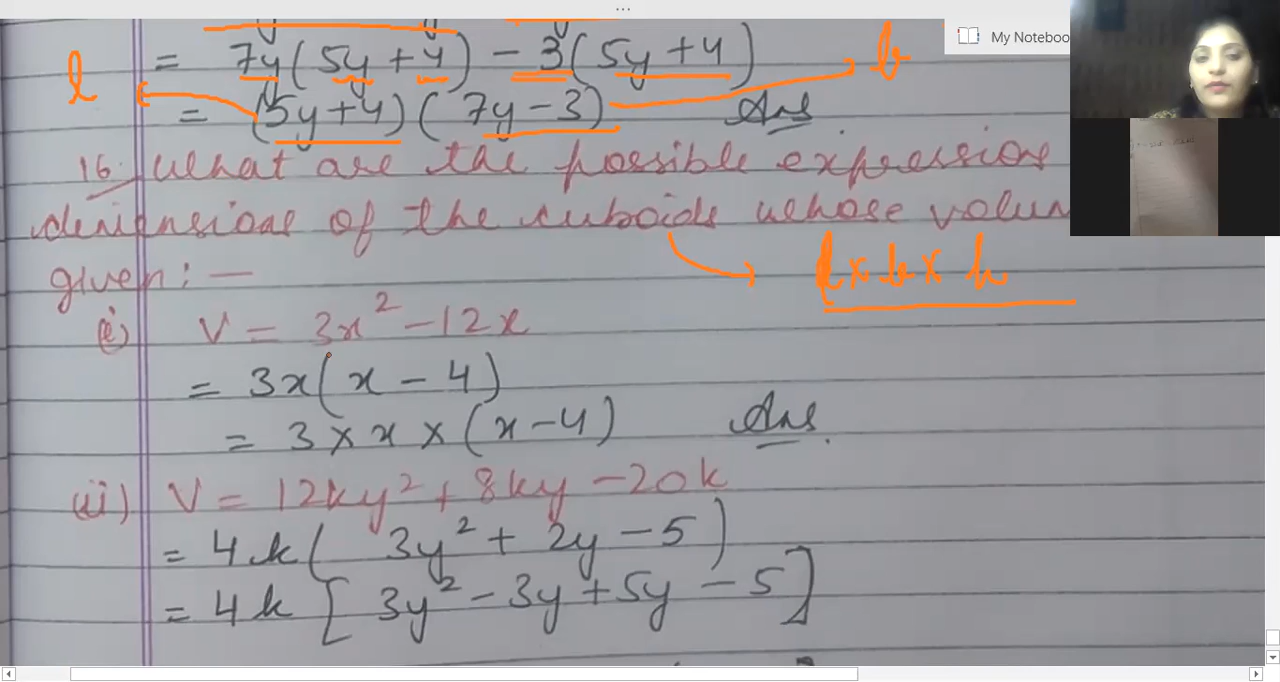 ...
My Noteboo
l = 7y(5y+4) - 3(5y+4) b
= (5y+4)(7y-3) Ans
16. What are the possible expressions
dimensions of the cuboids whose volum
given:—
l × b × h
(i) V = 3x² - 12x
= 3x(x - 4)
= 3 × x × (x - 4) Ans.
(ii) V = 12ky² + 8ky - 20k
= 4k( 3y² + 2y - 5 )
= 4k [ 3y² - 3y + 5y - 5 ]